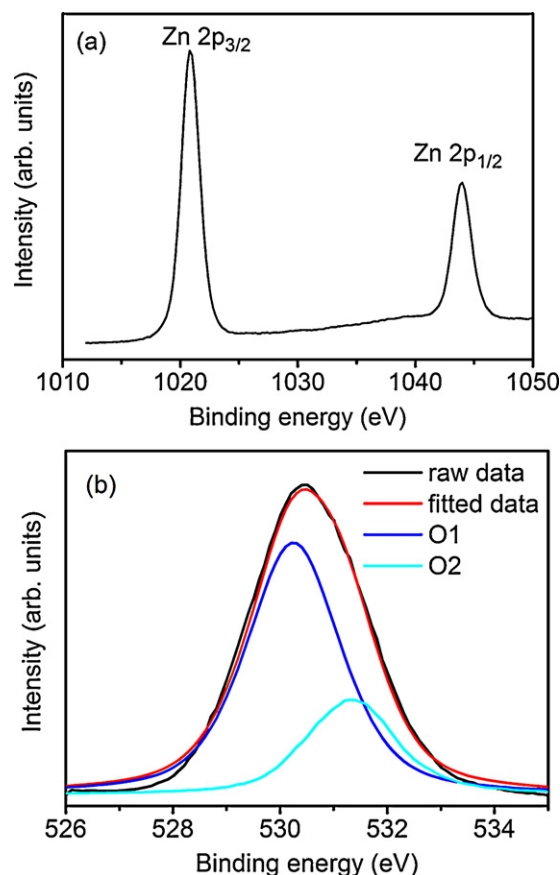 (a)
Zn 2p3/2
Zn 2p1/2
Intensity (arb. units)
1010 1020 1030 1040 1050
Binding energy (eV)
(b)
raw data
fitted data
O1
O2
Intensity (arb. units)
526 528 530 532 534
Binding energy (eV)